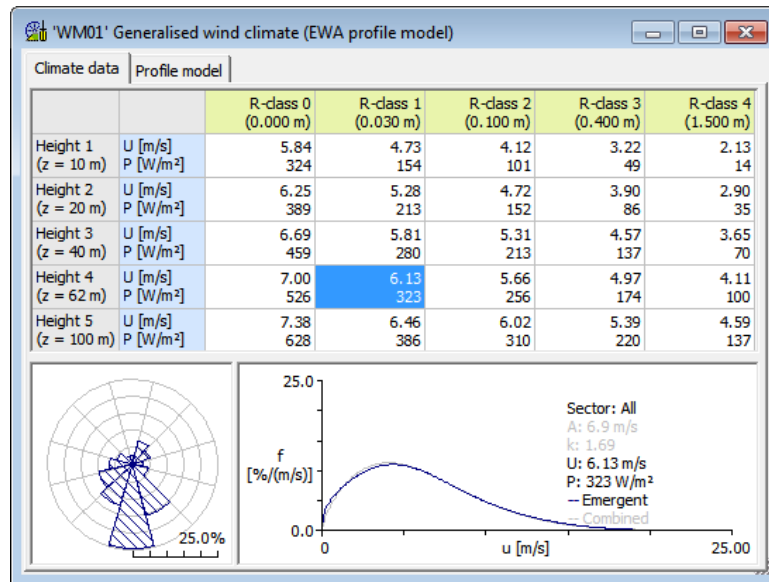 'WM01' Generalised wind climate (EWA profile model)
Climate data Profile model
R-class 0 R-class 1 R-class 2 R-class 3 R-class 4
(0.000 m) (0.030 m) (0.100 m) (0.400 m) (1.500 m)
Height 1 U [m/s] 5.84 4.73 4.12 3.22 2.13
(z = 10 m) P [W/m²] 324 154 101 49 14
Height 2 U [m/s] 6.25 5.28 4.72 3.90 2.90
(z = 20 m) P [W/m²] 389 213 152 86 35
Height 3 U [m/s] 6.69 5.81 5.31 4.57 3.65
(z = 40 m) P [W/m²] 459 280 213 137 70
Height 4 U [m/s] 7.00 6.13 5.66 4.97 4.11
(z = 62 m) P [W/m²] 526 323 256 174 100
Height 5 U [m/s] 7.38 6.46 6.02 5.39 4.59
(z = 100 m) P [W/m²] 628 386 310 220 137
25.0%
25.0
f
[%/(m/s)]
0.0
0 u [m/s] 25.00
Sector: All
A: 6.9 m/s
k: 1.69
U: 6.13 m/s
P: 323 W/m²
-- Emergent
-- Combined